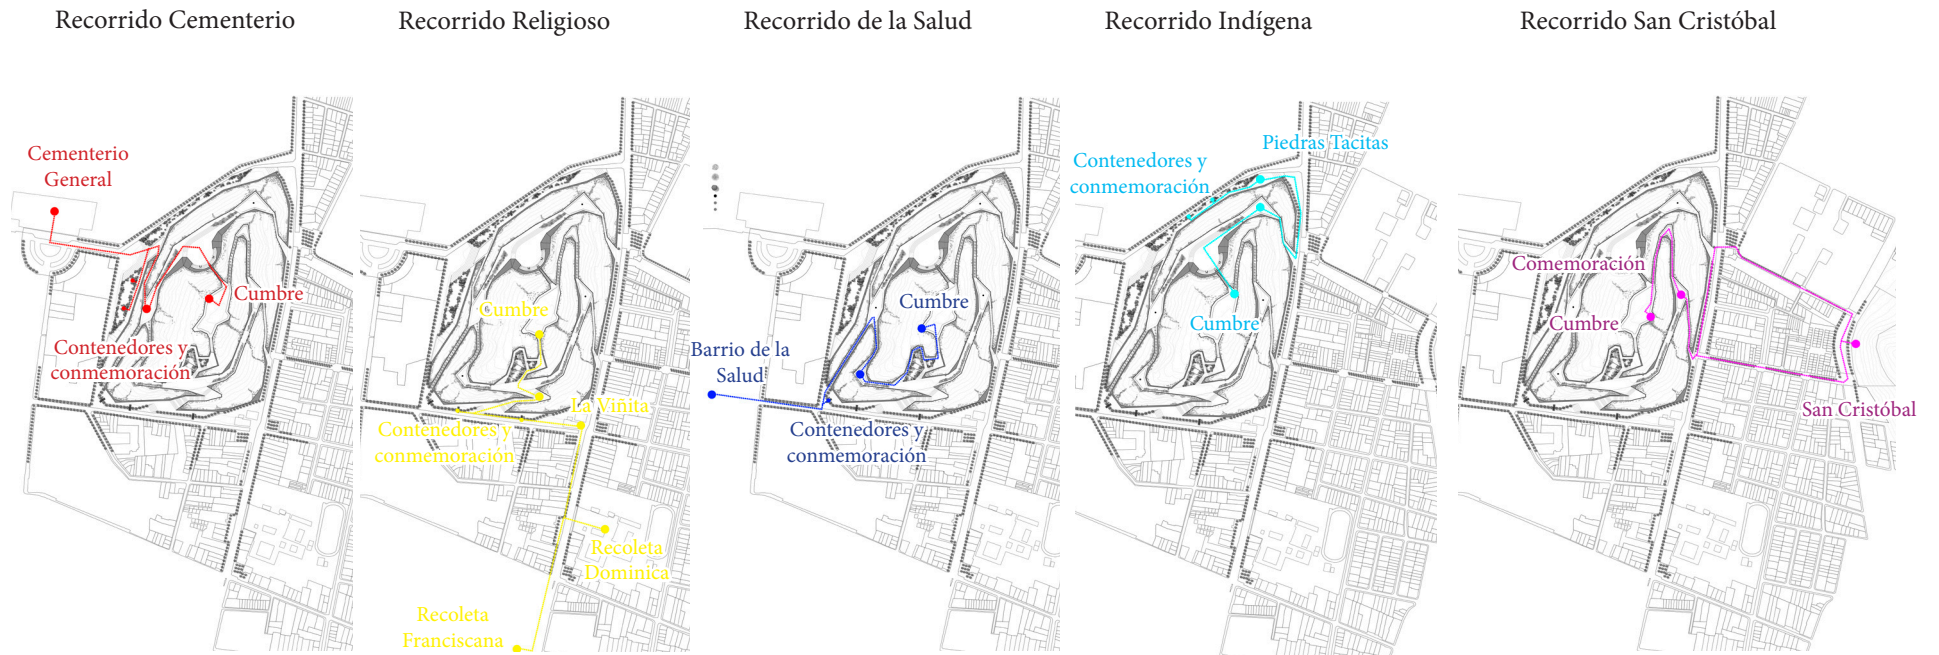 Recorrido Cementerio
Cementerio
General
Cumbre
Contenedores y
conmemoración
Recorrido Religioso
Cumbre
La Viñita
Contenedores y
conmemoración
Recoleta
Dominica
Recoleta
Franciscana
Recorrido de la Salud
Cumbre
Barrio de la
Salud
Contenedores y
conmemoración
Recorrido Indígena
Piedras Tacitas
Contenedores y
conmemoración
Cumbre
Recorrido San Cristóbal
Comemoración
Cumbre
San Cristóbal